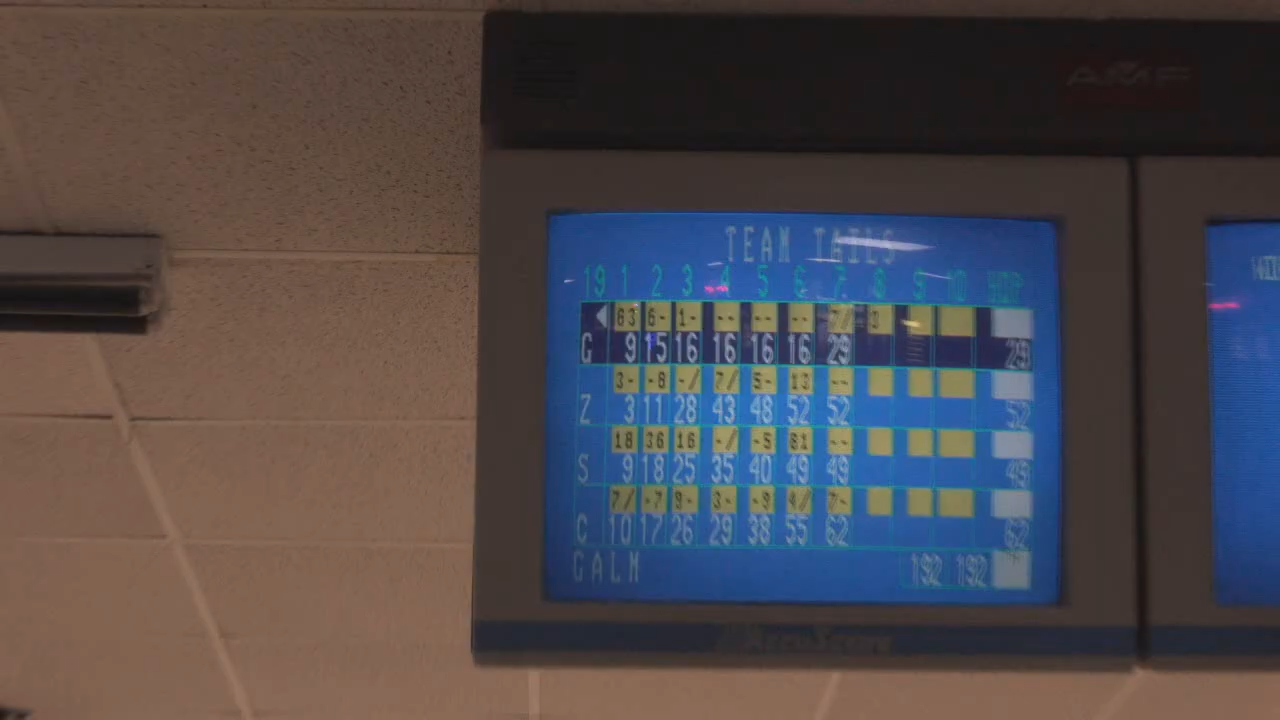 AMF
TEAM TAILS
19 1 2 3 4 5 6 7 8 9 10 HDP
63 6- 1- -- -- -- 7/ 3
G 9 15 16 16 16 16 29 29
3- -8 -/ 7/ 5- 13 --
Z 3 11 28 43 48 52 52 52
18 36 16 -/ -5 81 --
S 9 18 25 35 40 49 49 49
7/ -7 9- 3- -9 4/ 7-
C 10 17 26 29 38 55 62 62
GALM 192 192
AccuScore